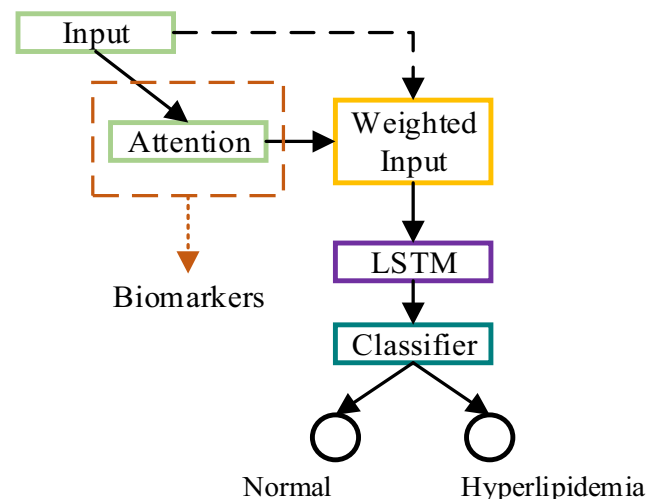 Input
Attention
Weighted
Input
Biomarkers
LSTM
Classifier
Normal
Hyperlipidemia